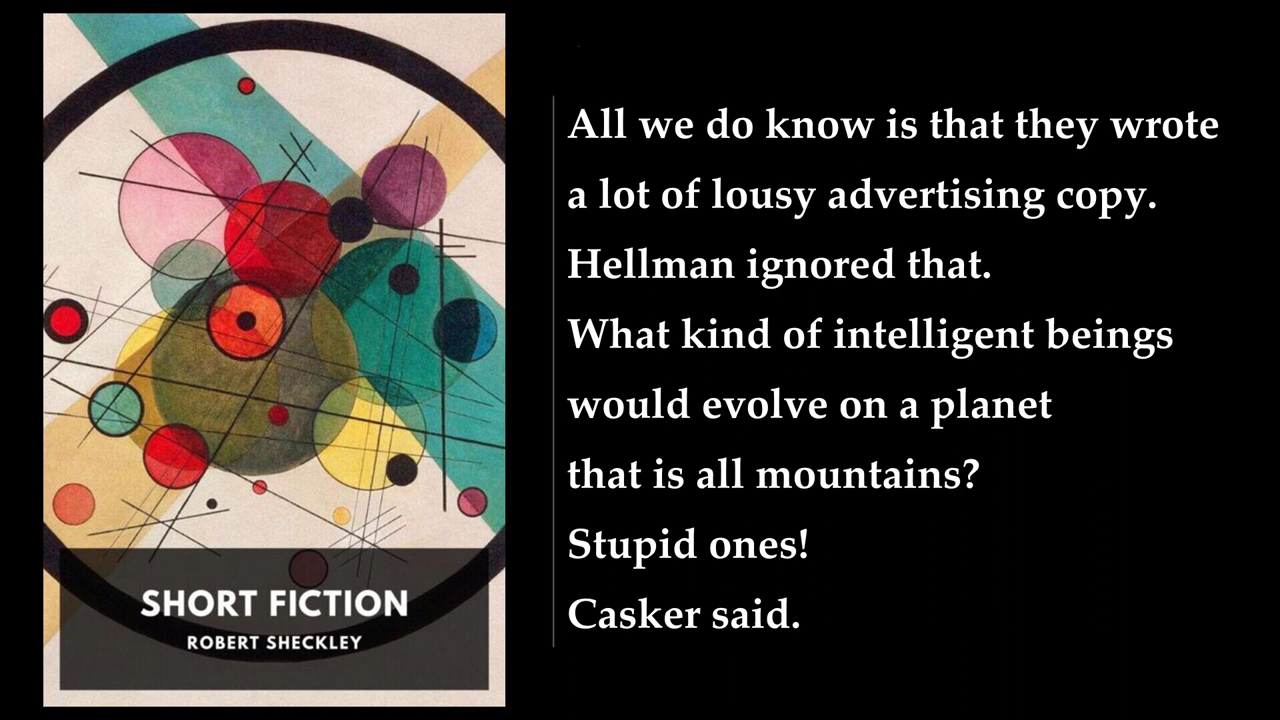 SHORT FICTION
ROBERT SHECKLEY
All we do know is that they wrote
a lot of lousy advertising copy.
Hellman ignored that.
What kind of intelligent beings
would evolve on a planet
that is all mountains?
Stupid ones!
Casker said.